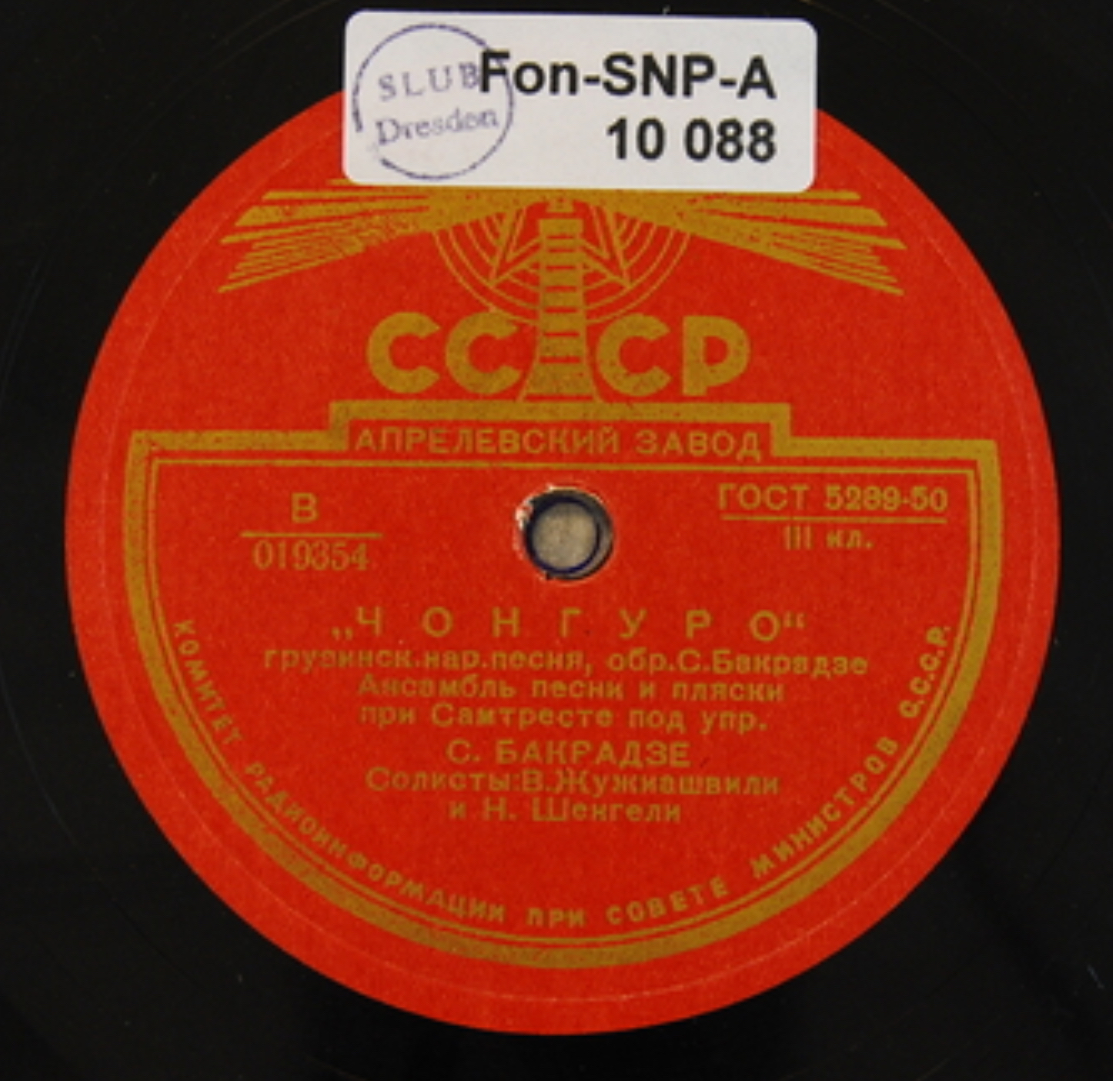 SLUB
Dresden
Fon-SNP-A
10 088
СССР
АПРЕЛЕВСКИЙ ЗАВОД
В
019354
ГОСТ 5289-50
III кл.
„ЧОНГУРО“
грузинск.нар.песня, обр.С.Бакрадзе
Ансамбль песни и пляски
при Самтресте под упр.
С. БАКРАДЗЕ
Солисты:В.Жужиашвили
и Н. Шенгели
КОМИТЕТ РАДИОИНФОРМАЦИИ ПРИ СОВЕТЕ МИНИСТРОВ С.С.С.Р.